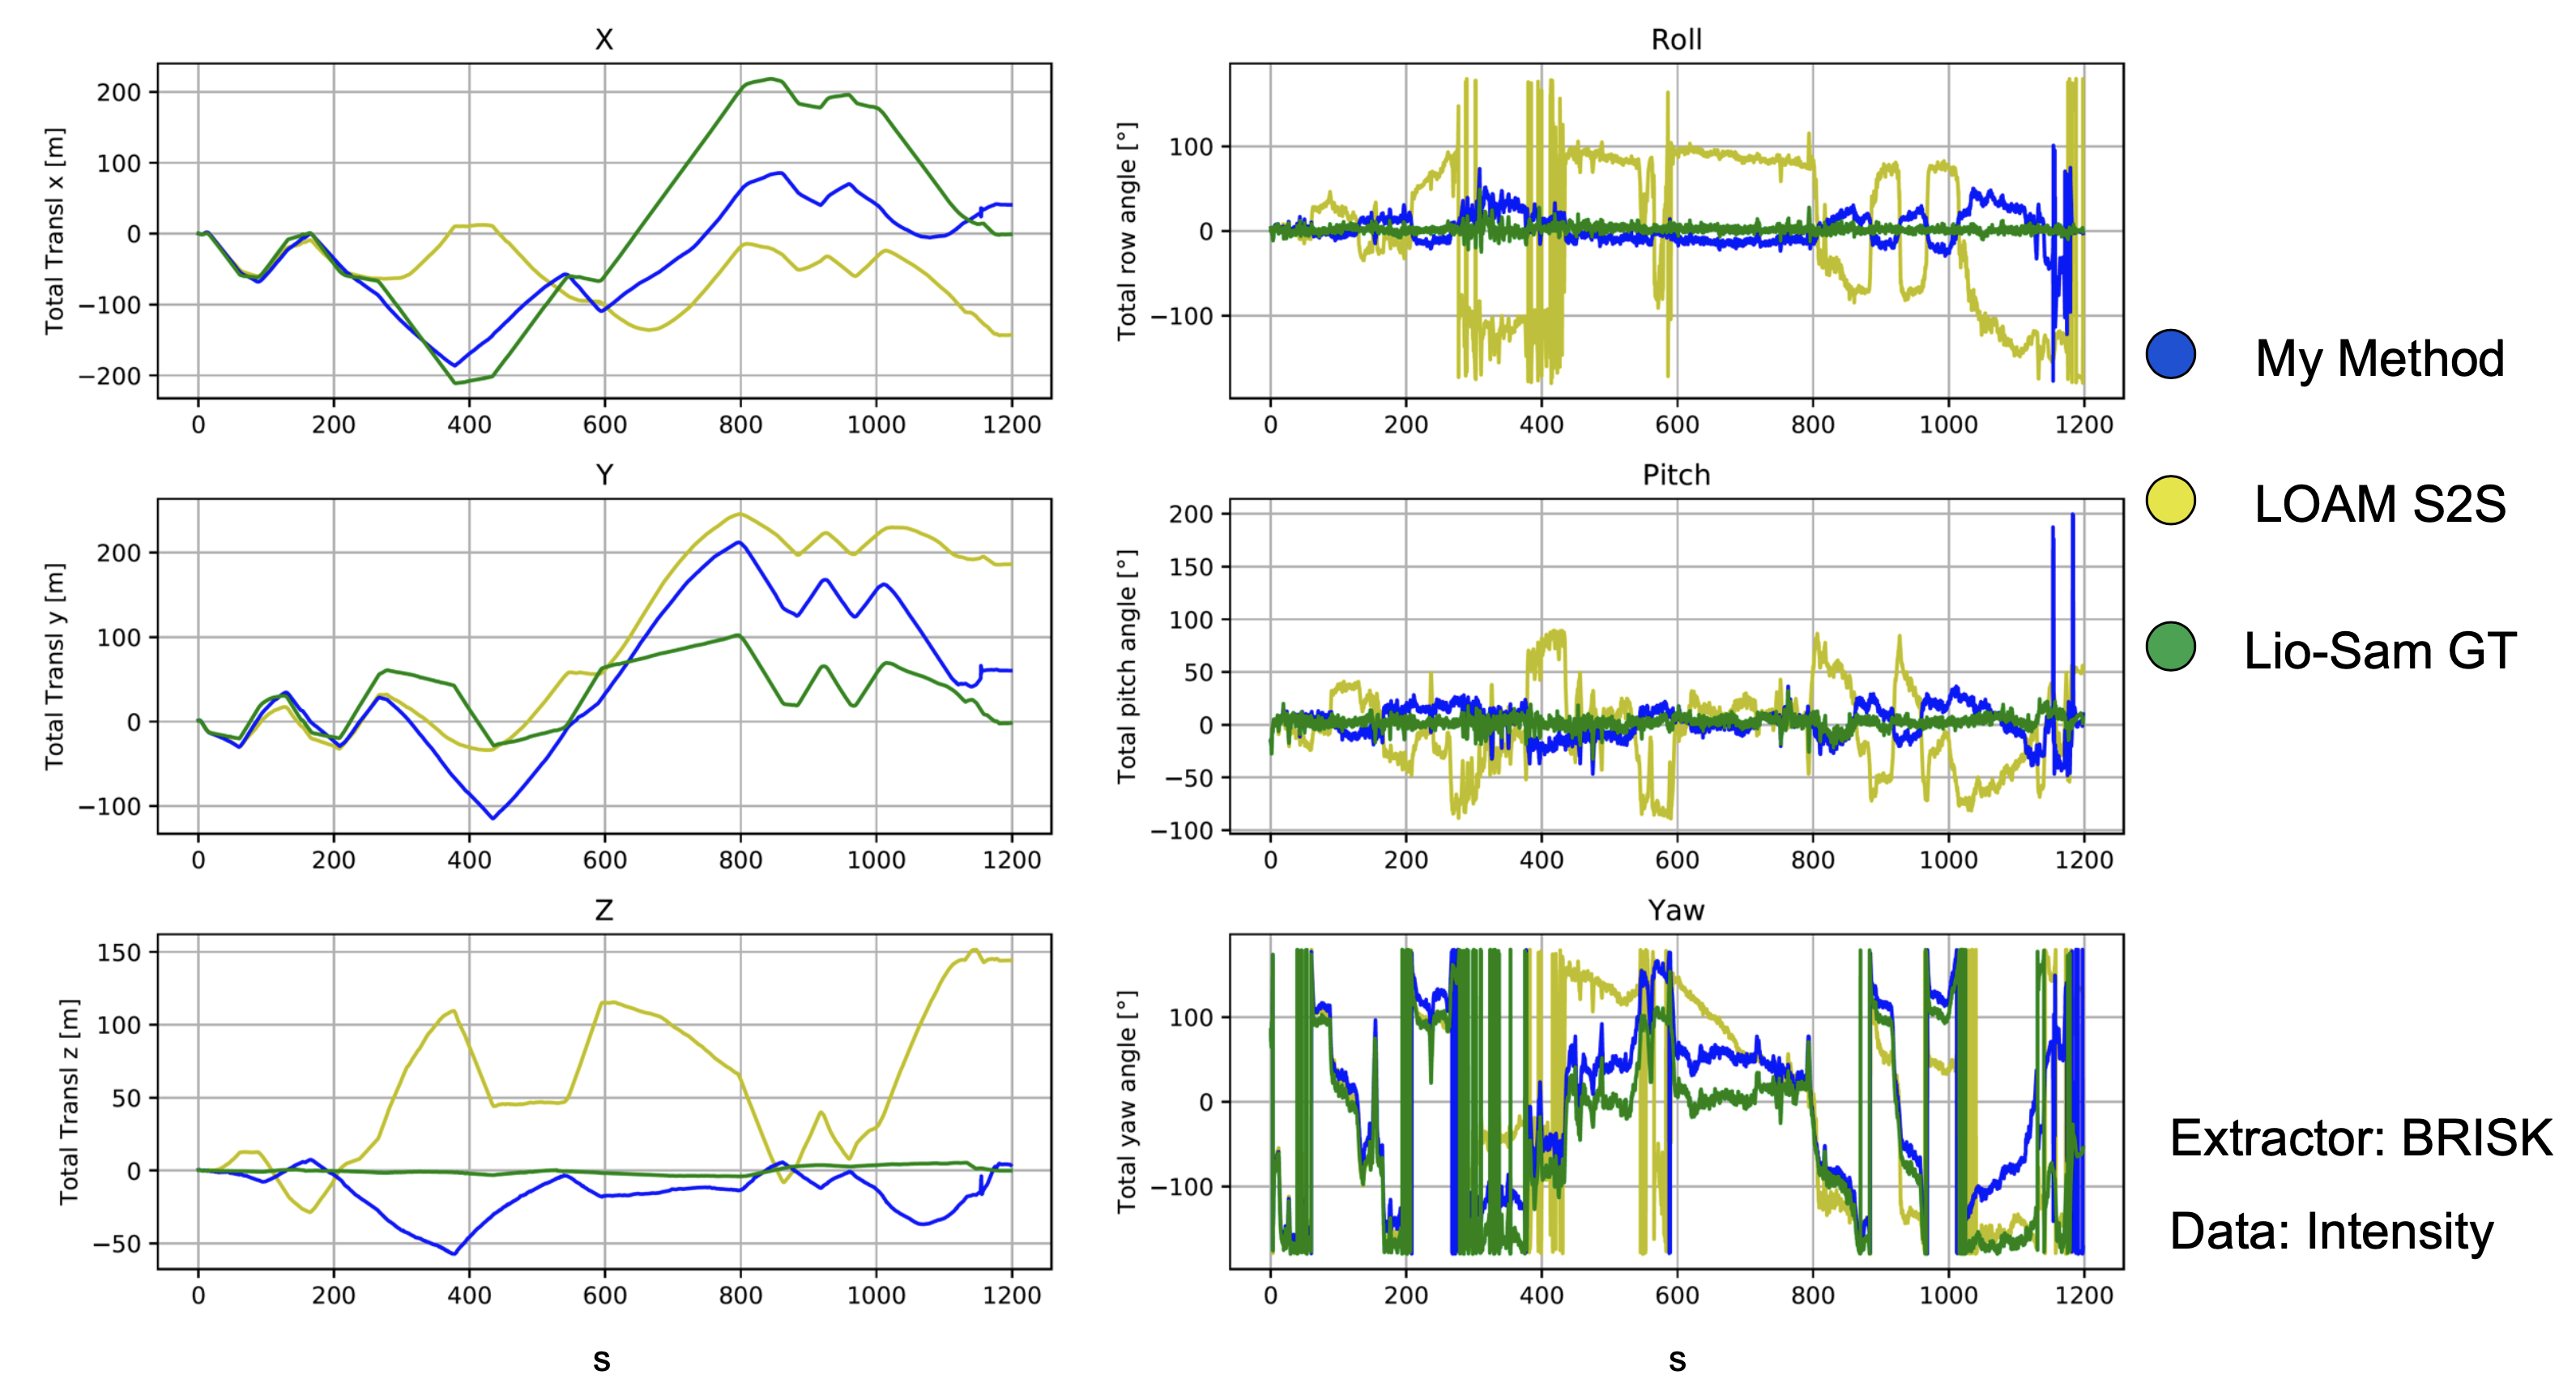 X
Total Transl x [m]
200
100
0
−100
−200
0 200 400 600 800 1000 1200
Roll
Total row angle [°]
100
0
−100
0 200 400 600 800 1000 1200
Y
Total Transl y [m]
200
100
0
−100
0 200 400 600 800 1000 1200
Pitch
Total pitch angle [°]
200
150
100
50
0
−50
−100
0 200 400 600 800 1000 1200
Z
Total Transl z [m]
150
100
50
0
−50
0 200 400 600 800 1000 1200
s
Yaw
Total yaw angle [°]
100
0
−100
0 200 400 600 800 1000 1200
s
My Method
LOAM S2S
Lio-Sam GT
Extractor: BRISK
Data: Intensity